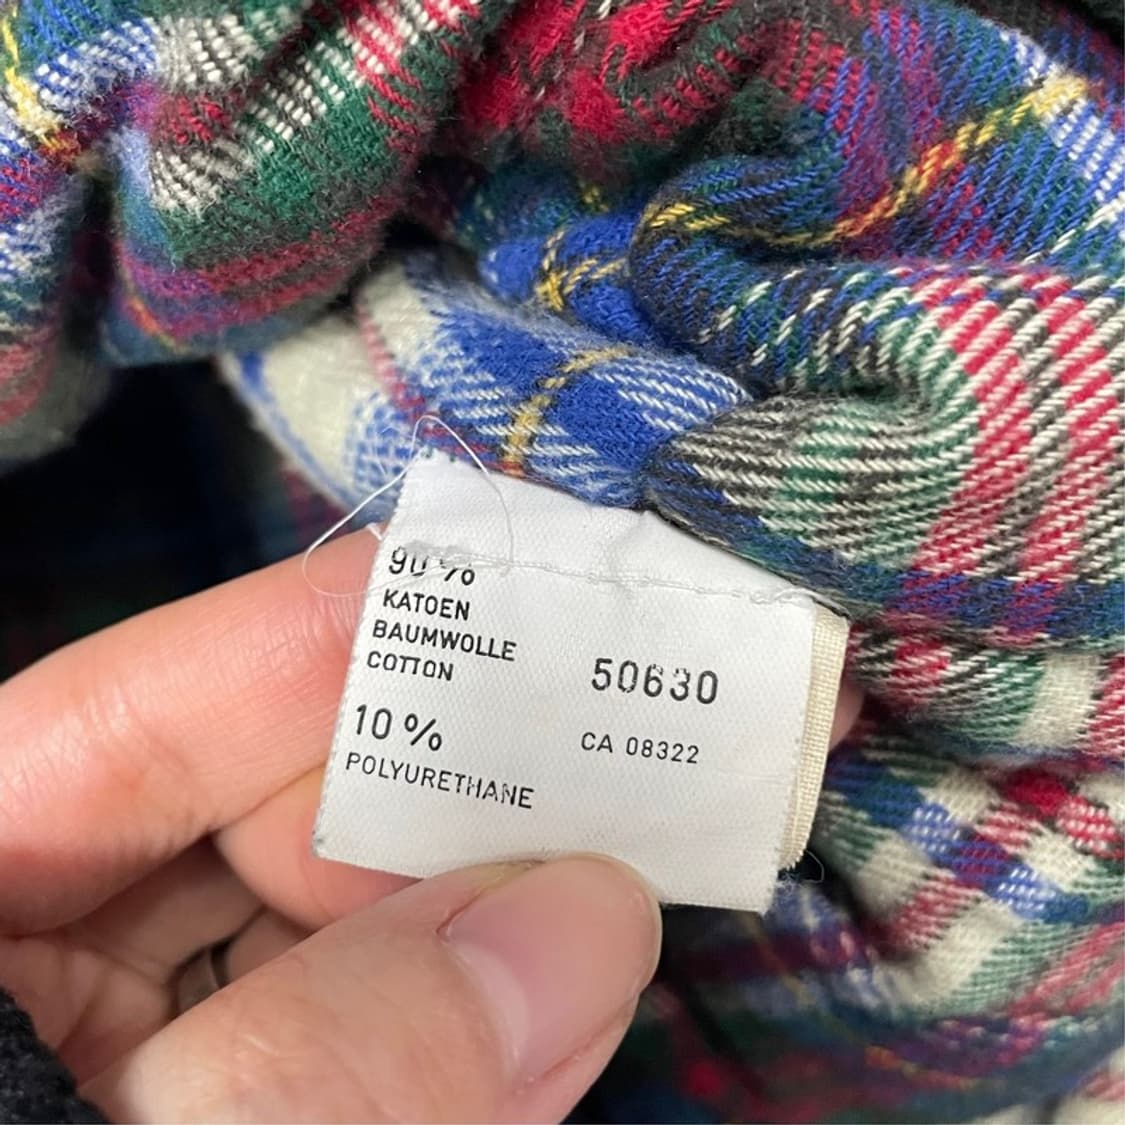 90 %
KATOEN
BAUMWOLLE
COTTON
10 %
POLYURETHANE
50630
CA 08322